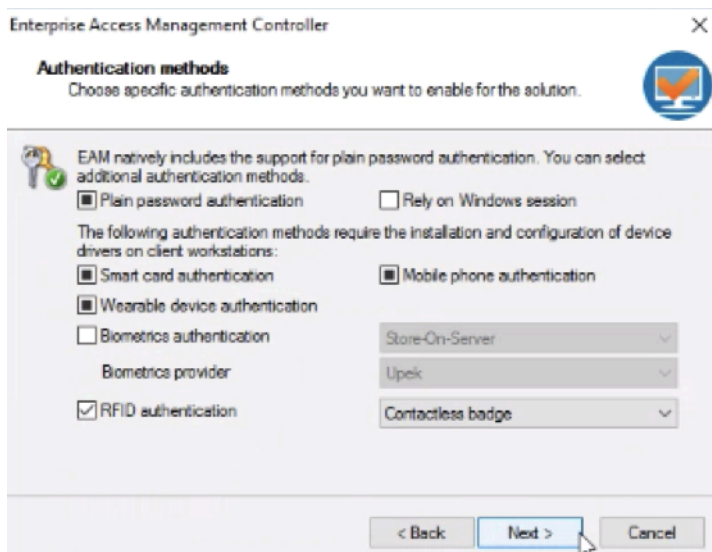 Enterprise Access Management Controller
Authentication methods
Choose specific authentication methods you want to enable for the solution.
EAM natively includes the support for plain password authentication. You can select
additional authentication methods.
Plain password authentication
Rely on Windows session
The following authentication methods require the installation and configuration of device
drivers on client workstations:
Smart card authentication
Mobile phone authentication
Wearable device authentication
Biometrics authentication
Store-On-Server
Biometrics provider
Upek
RFID authentication
Contactless badge
< Back
Next >
Cancel